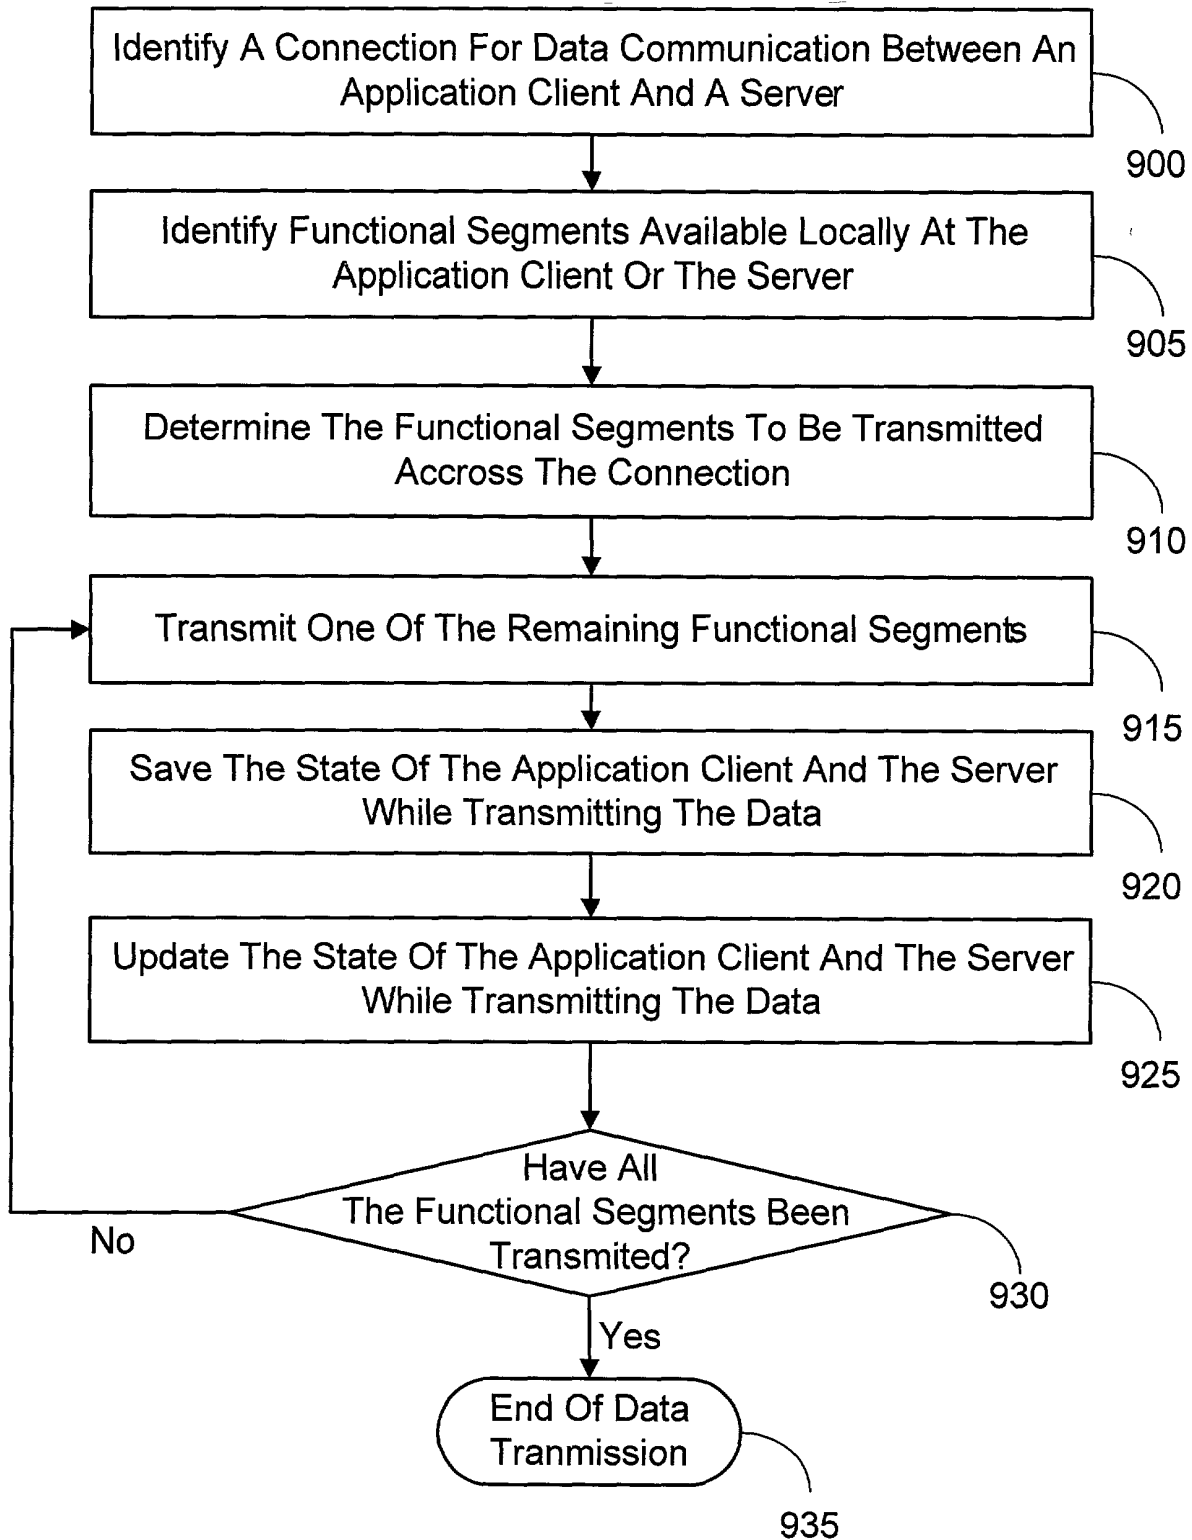 Identify A Connection For Data Communication Between An
Application Client And A Server
900
Identify Functional Segments Available Locally At The
Application Client Or The Server
905
Determine The Functional Segments To Be Transmitted
Accross The Connection
910
Transmit One Of The Remaining Functional Segments
915
Save The State Of The Application Client And The Server
While Transmitting The Data
920
Update The State Of The Application Client And The Server
While Transmitting The Data
925
Have All
The Functional Segments Been
Transmited?
No
930
Yes
End Of Data
Tranmission
935